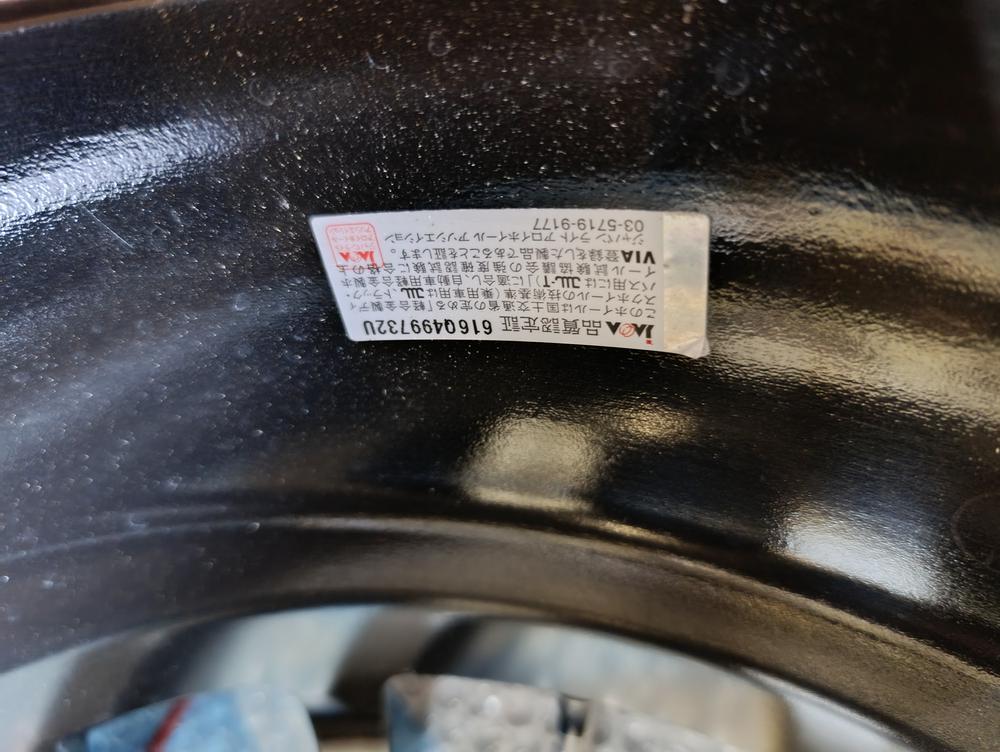 JAWA 品質認定証 616Q499732U
このホイールは国土交通省の定める「軽合金製ディ
スクホイールの技術基準（乗用車用はJWL、トラック・
バス用にはJWL-T）」に適合し、自動車用軽合金製ホ
イール試験協議会の強度確認試験に合格の上
VIA登録をした製品であることを証します。
ジャパン ライト アロイホイール アソシエイション
03-5719-9177
JAWA